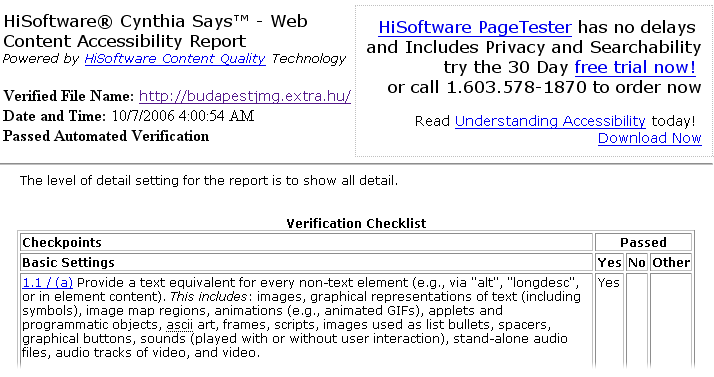 HiSoftware® Cynthia Says™ - Web
Content Accessibility Report
Powered by HiSoftware Content Quality Technology
Verified File Name: http://budapestjmg.extra.hu/
Date and Time: 10/7/2006 4:00:54 AM
Passed Automated Verification
HiSoftware PageTester has no delays
and Includes Privacy and Searchability
try the 30 Day free trial now!
or call 1.603.578-1870 to order now
Read Understanding Accessibility today!
Download Now
The level of detail setting for the report is to show all detail.
Verification Checklist
Checkpoints Passed
Basic Settings Yes No Other
1.1 / (a) Provide a text equivalent for every non-text element (e.g., via "alt", "longdesc", Yes
or in element content). This includes: images, graphical representations of text (including
symbols), image map regions, animations (e.g., animated GIFs), applets and
programmatic objects, ascii art, frames, scripts, images used as list bullets, spacers,
graphical buttons, sounds (played with or without user interaction), stand-alone audio
files, audio tracks of video, and video.